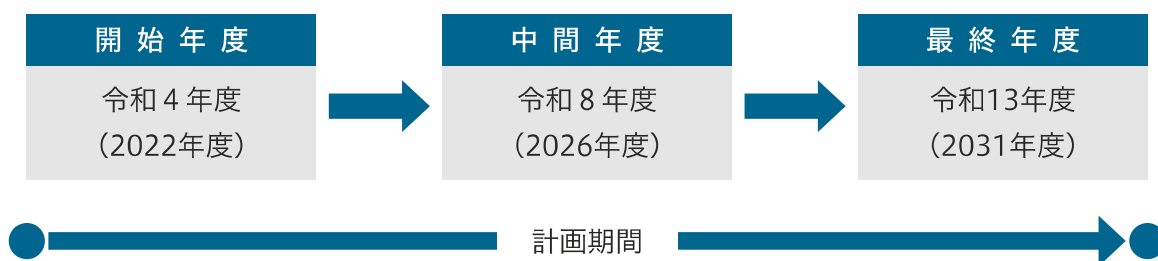 開始年度
令和４年度
（2022年度）
中間年度
令和８年度
（2026年度）
最終年度
令和13年度
（2031年度）
計画期間